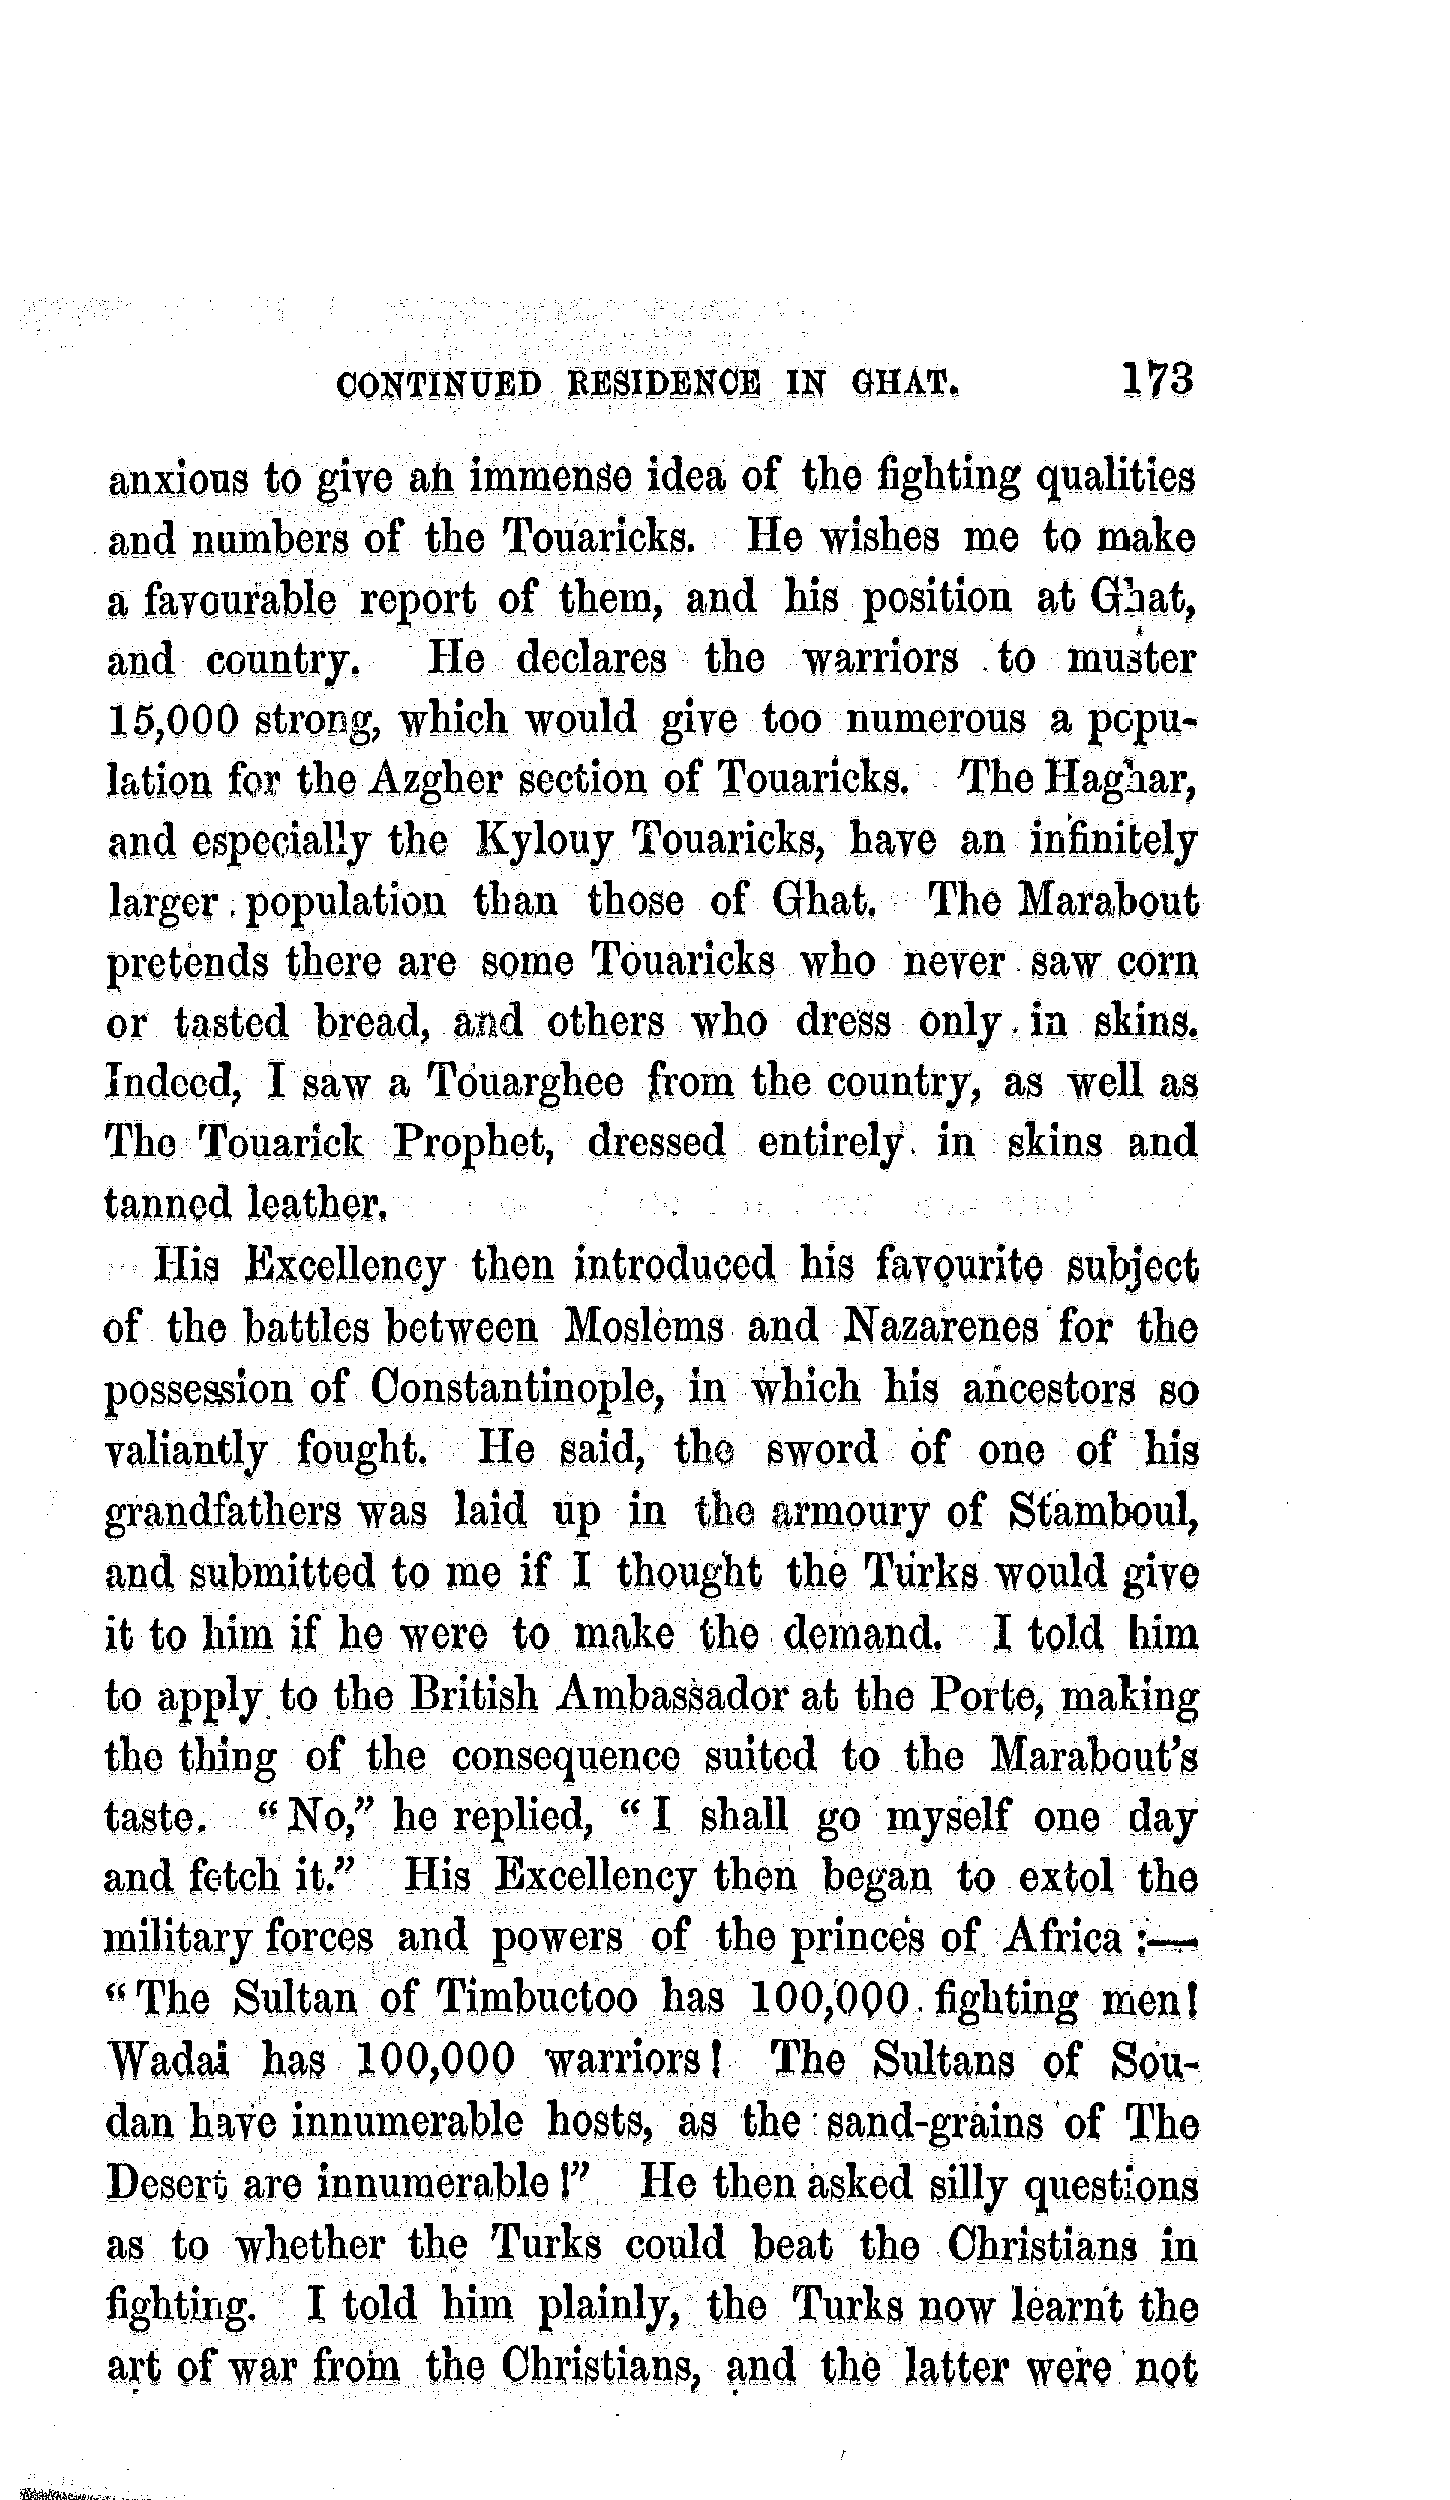 CONTINUED RESIDENCE IN GHAT. 173
anxious to give an immense idea of the fighting qualities
and numbers of the Touaricks. He wishes me to make
a favourable report of them, and his position at Ghat,
and country. He declares the warriors to muster
15,000 strong, which would give too numerous a popu-
lation for the Azgher section of Touaricks. The Haghar,
and especially the Kylouy Touaricks, have an infinitely
larger population than those of Ghat. The Marabout
pretends there are some Touaricks who never saw corn
or tasted bread, and others who dress only in skins.
Indeed, I saw a Touarghee from the country, as well as
The Touarick Prophet, dressed entirely in skins and
tanned leather.
His Excellency then introduced his favourite subject
of the battles between Moslems and Nazarenes for the
possession of Constantinople, in which his ancestors so
valiantly fought. He said, the sword of one of his
grandfathers was laid up in the armoury of Stamboul,
and submitted to me if I thought the Turks would give
it to him if he were to make the demand. I told him
to apply to the British Ambassador at the Porte, making
the thing of the consequence suited to the Marabout's
taste. "No," he replied, "I shall go myself one day
and fetch it." His Excellency then began to extol the
military forces and powers of the princes of Africa :—
"The Sultan of Timbuctoo has 100,000 fighting men!
Wadai has 100,000 warriors! The Sultans of Sou-
dan have innumerable hosts, as the sand-grains of The
Desert are innumerable!" He then asked silly questions
as to whether the Turks could beat the Christians in
fighting. I told him plainly, the Turks now learnt the
art of war from the Christians, and the latter were not